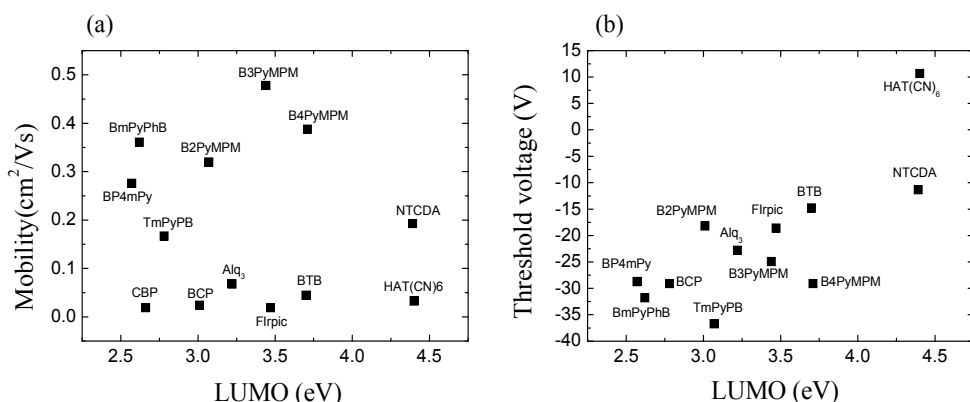 (a)
Mobility(cm²/Vs)
0.5
0.4
0.3
0.2
0.1
0.0
B3PyMPM
B4PyMPM
BmPyPhB
B2PyMPM
BP4mPy
TmPyPB
NTCDA
Alq₃
BTB
HAT(CN)6
CBP
BCP
FIrpic
2.5 3.0 3.5 4.0 4.5
LUMO (eV)
(b)
Threshold voltage (V)
15
10
5
0
-5
-10
-15
-20
-25
-30
-35
-40
HAT(CN)₆
NTCDA
BTB
B2PyMPM
FIrpic
Alq₃
BP4mPy
BCP
B3PyMPM
B4PyMPM
BmPyPhB
TmPyPB
2.5 3.0 3.5 4.0 4.5
LUMO (eV)